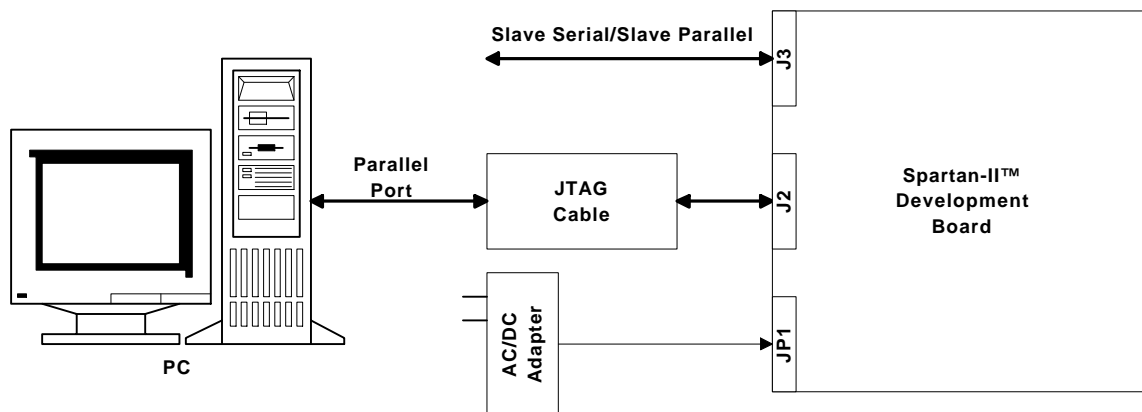 Slave Serial/Slave Parallel
J3
Parallel
Port
JTAG
Cable
J2
Spartan-II™
Development
Board
AC/DC
Adapter
JP1
PC